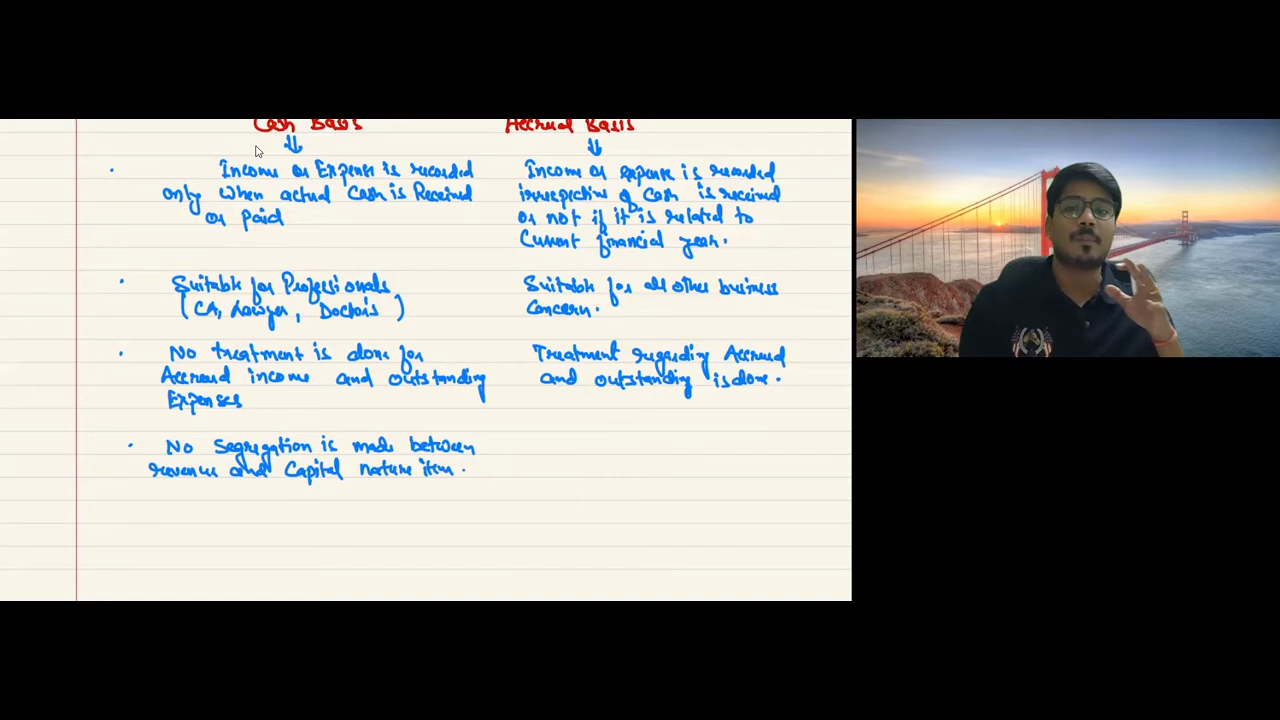 Cash Basis
Income or Expense is recorded
only when actual Cash is Received
or paid
Suitable for Professionals
(CA, Lawyer, Doctors)
No treatment is done for
Accrued income and outstanding
Expenses
No Segregation is made between
revenue and Capital nature item.
Accrual Basis
Income or expense is recorded
irrespective of Cash is received
or not if it is related to
Current financial year.
Suitable for all other business
Concern.
Treatment regarding Accrued
and outstanding is done.